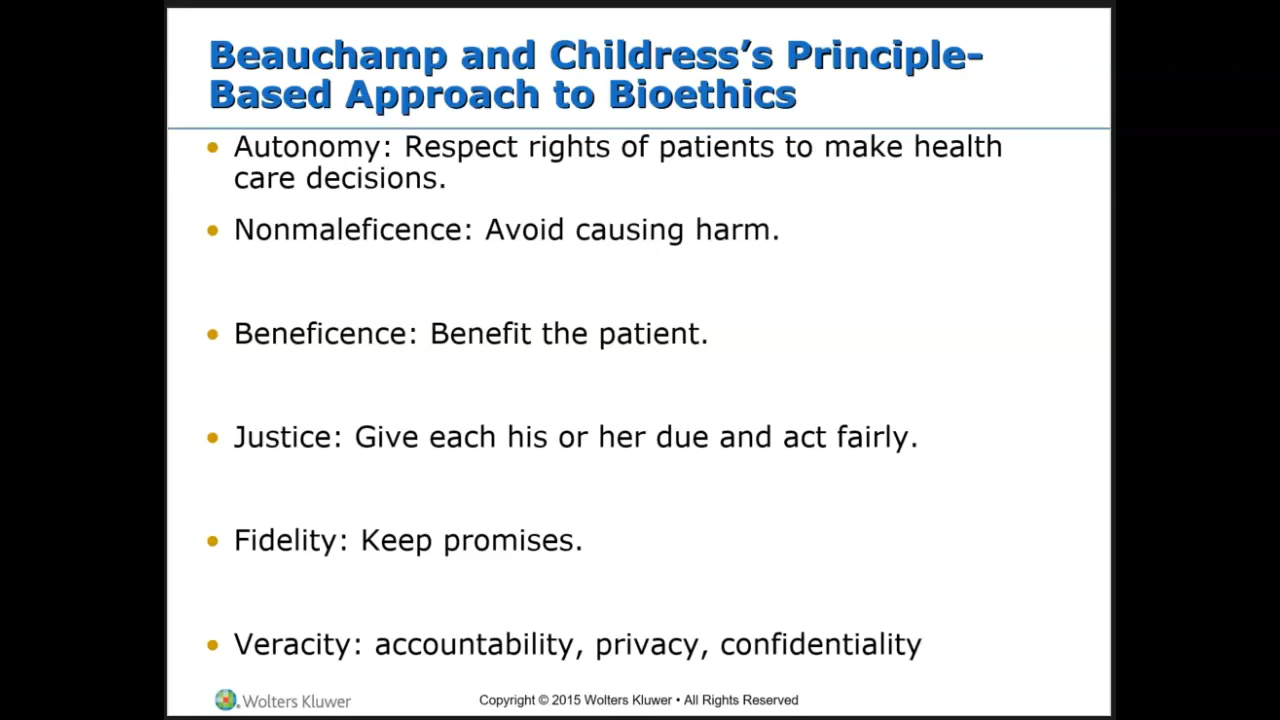 Beauchamp and Childress’s Principle-
Based Approach to Bioethics
• Autonomy: Respect rights of patients to make health
care decisions.
• Nonmaleficence: Avoid causing harm.
• Beneficence: Benefit the patient.
• Justice: Give each his or her due and act fairly.
• Fidelity: Keep promises.
• Veracity: accountability, privacy, confidentiality
Wolters Kluwer
Copyright © 2015 Wolters Kluwer • All Rights Reserved